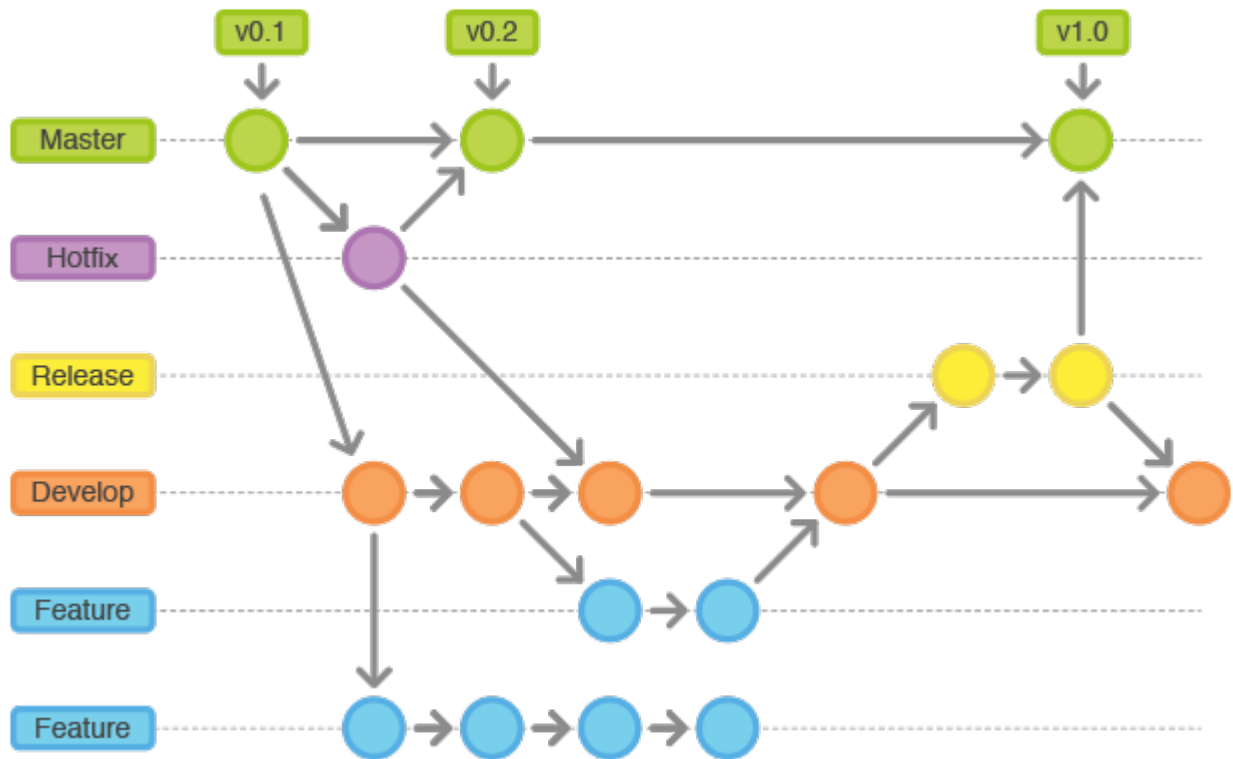 v0.1
v0.2
v1.0
Master
Hotfix
Release
Develop
Feature
Feature